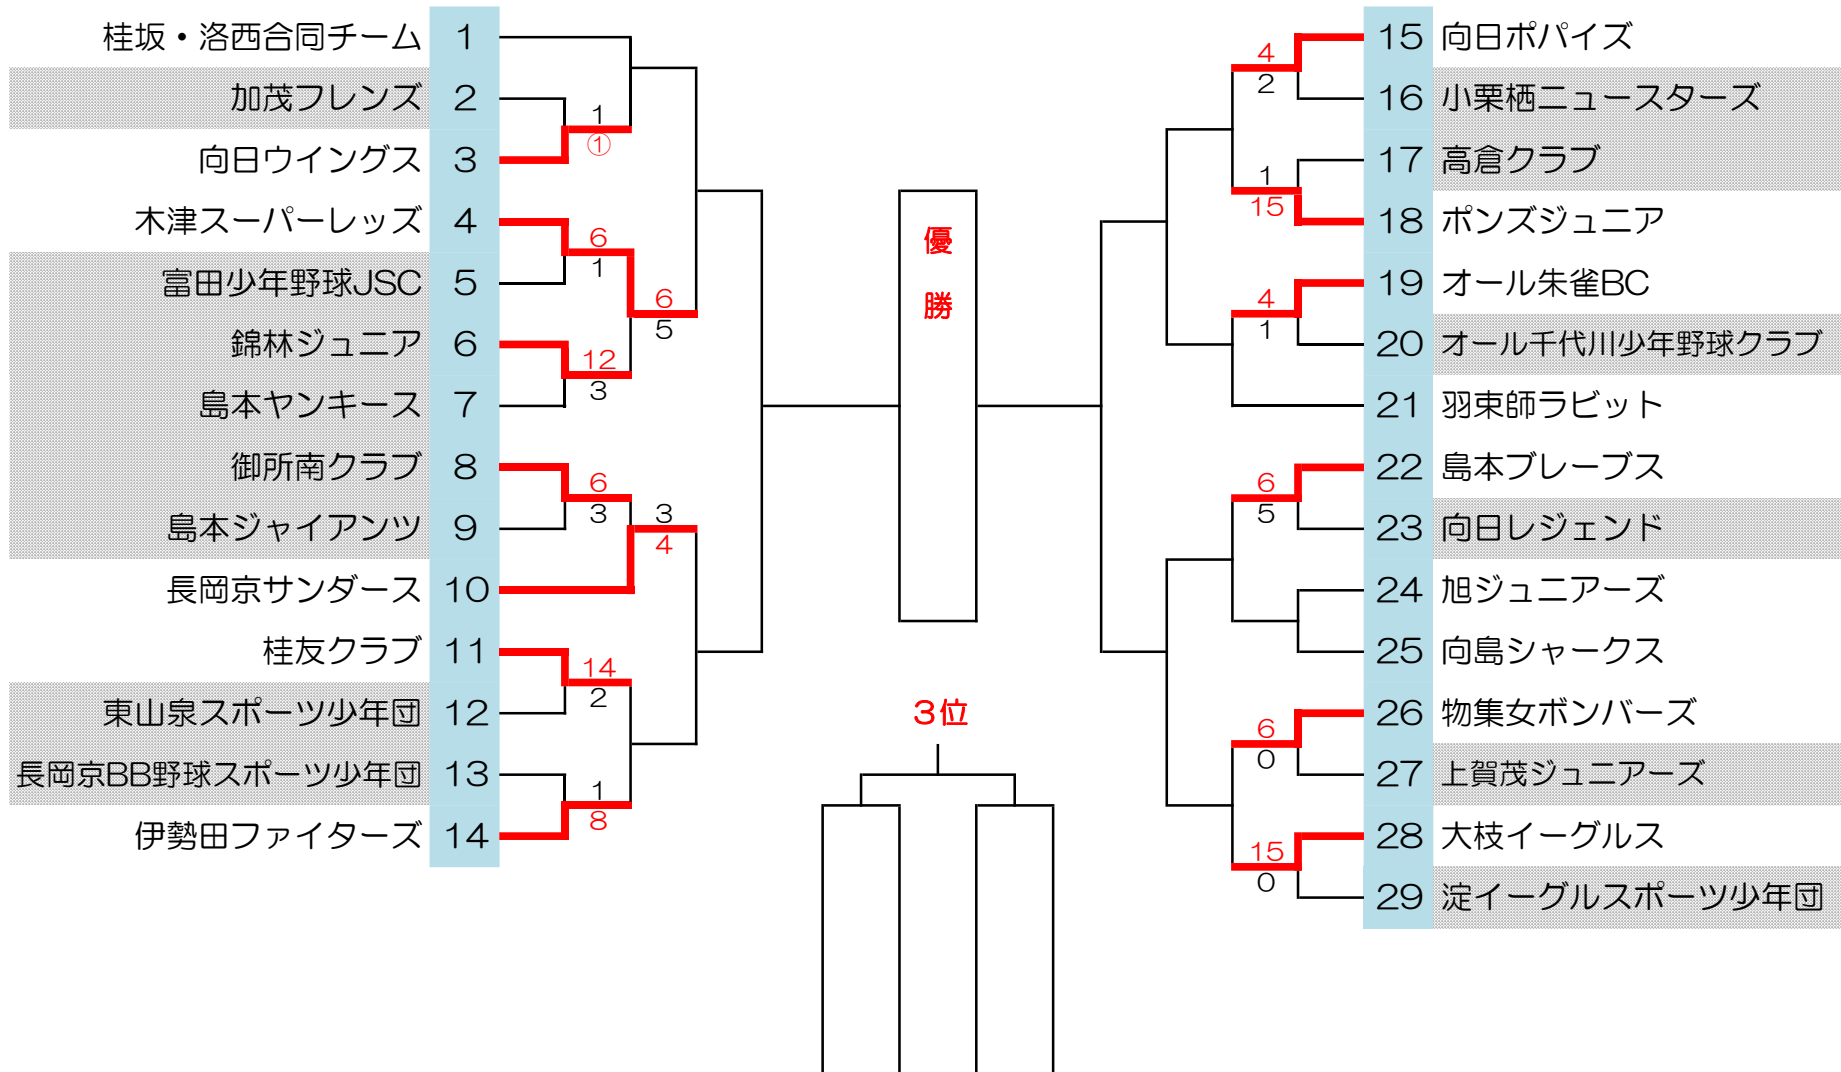 桂坂・洛西合同チーム 1
加茂フレンズ 2
1
①
向日ウイングス 3
木津スーパーレッズ 4
6
1
富田少年野球JSC 5
6
5
錦林ジュニア 6
12
3
島本ヤンキース 7
御所南クラブ 8
6
3
島本ジャイアンツ 9
3
4
長岡京サンダース 10
桂友クラブ 11
14
2
東山泉スポーツ少年団 12
長岡京BB野球スポーツ少年団 13
1
8
伊勢田ファイターズ 14
優勝
3位
15 向日ポパイズ
4
2
16 小栗栖ニュースターズ
17 高倉クラブ
1
15
18 ポンズジュニア
19 オール朱雀BC
4
1
20 オール千代川少年野球クラブ
21 羽束師ラビット
22 島本ブレーブス
6
5
23 向日レジェンド
24 旭ジュニアーズ
25 向島シャークス
26 物集女ボンバーズ
6
0
27 上賀茂ジュニアーズ
28 大枝イーグルス
15
0
29 淀イーグルスポーツ少年団